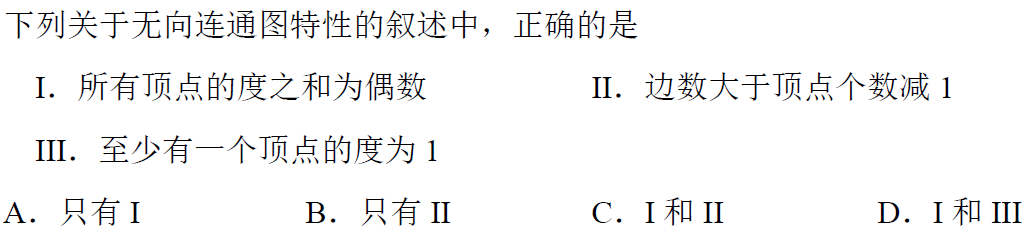 下列关于无向连通图特性的叙述中，正确的是
I．所有顶点的度之和为偶数 II．边数大于顶点个数减 1
III．至少有一个顶点的度为 1
A．只有 I B．只有 II C．I 和 II D．I 和 III